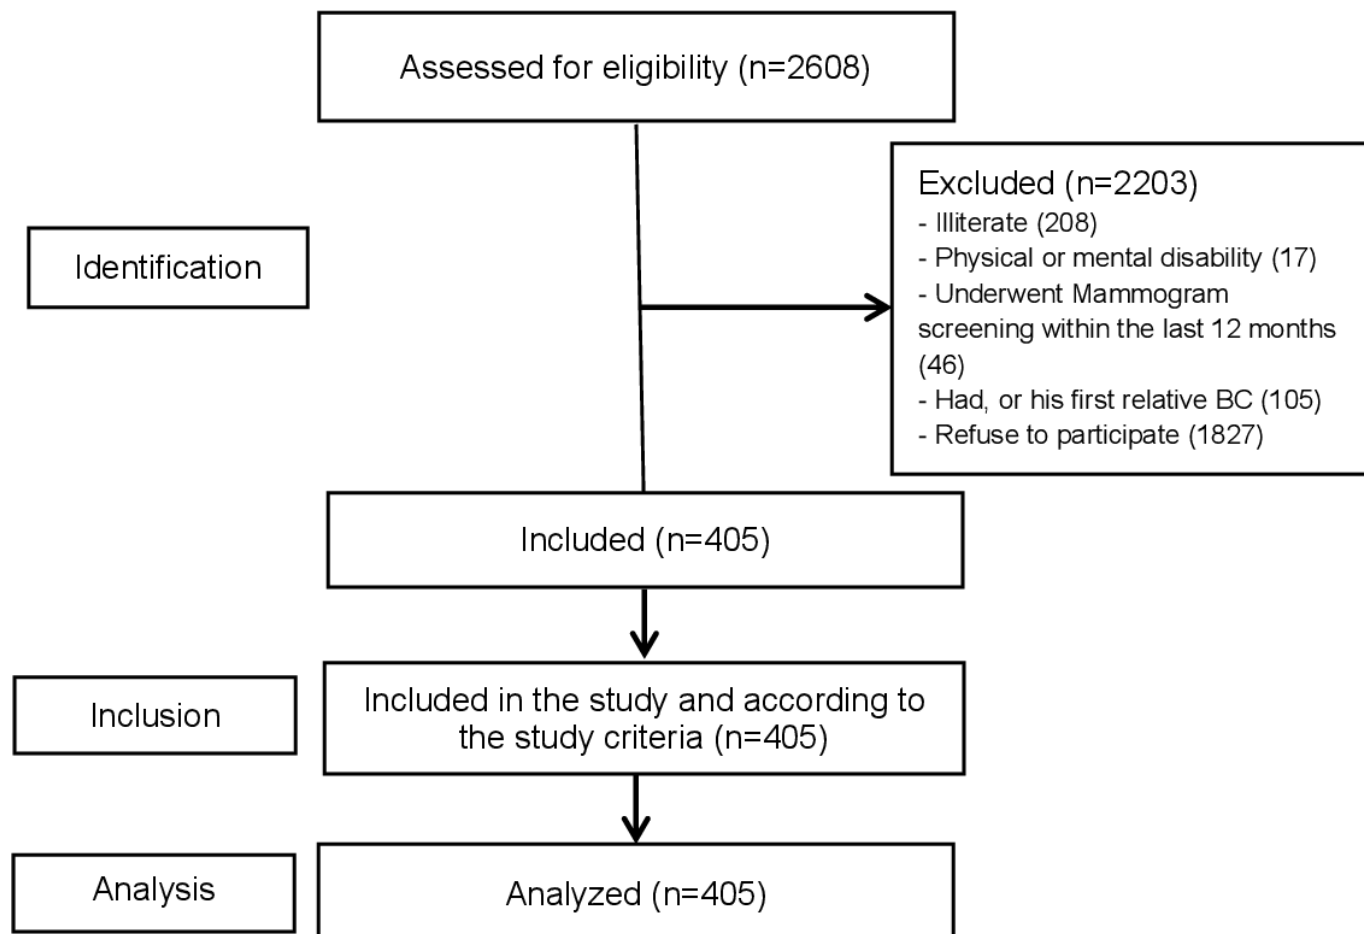 Assessed for eligibility (n=2608)
Excluded (n=2203)
- Illiterate (208)
- Physical or mental disability (17)
- Underwent Mammogram
screening within the last 12 months
(46)
- Had, or his first relative BC (105)
- Refuse to participate (1827)
Identification
Included (n=405)
Inclusion
Included in the study and according to
the study criteria (n=405)
Analysis
Analyzed (n=405)